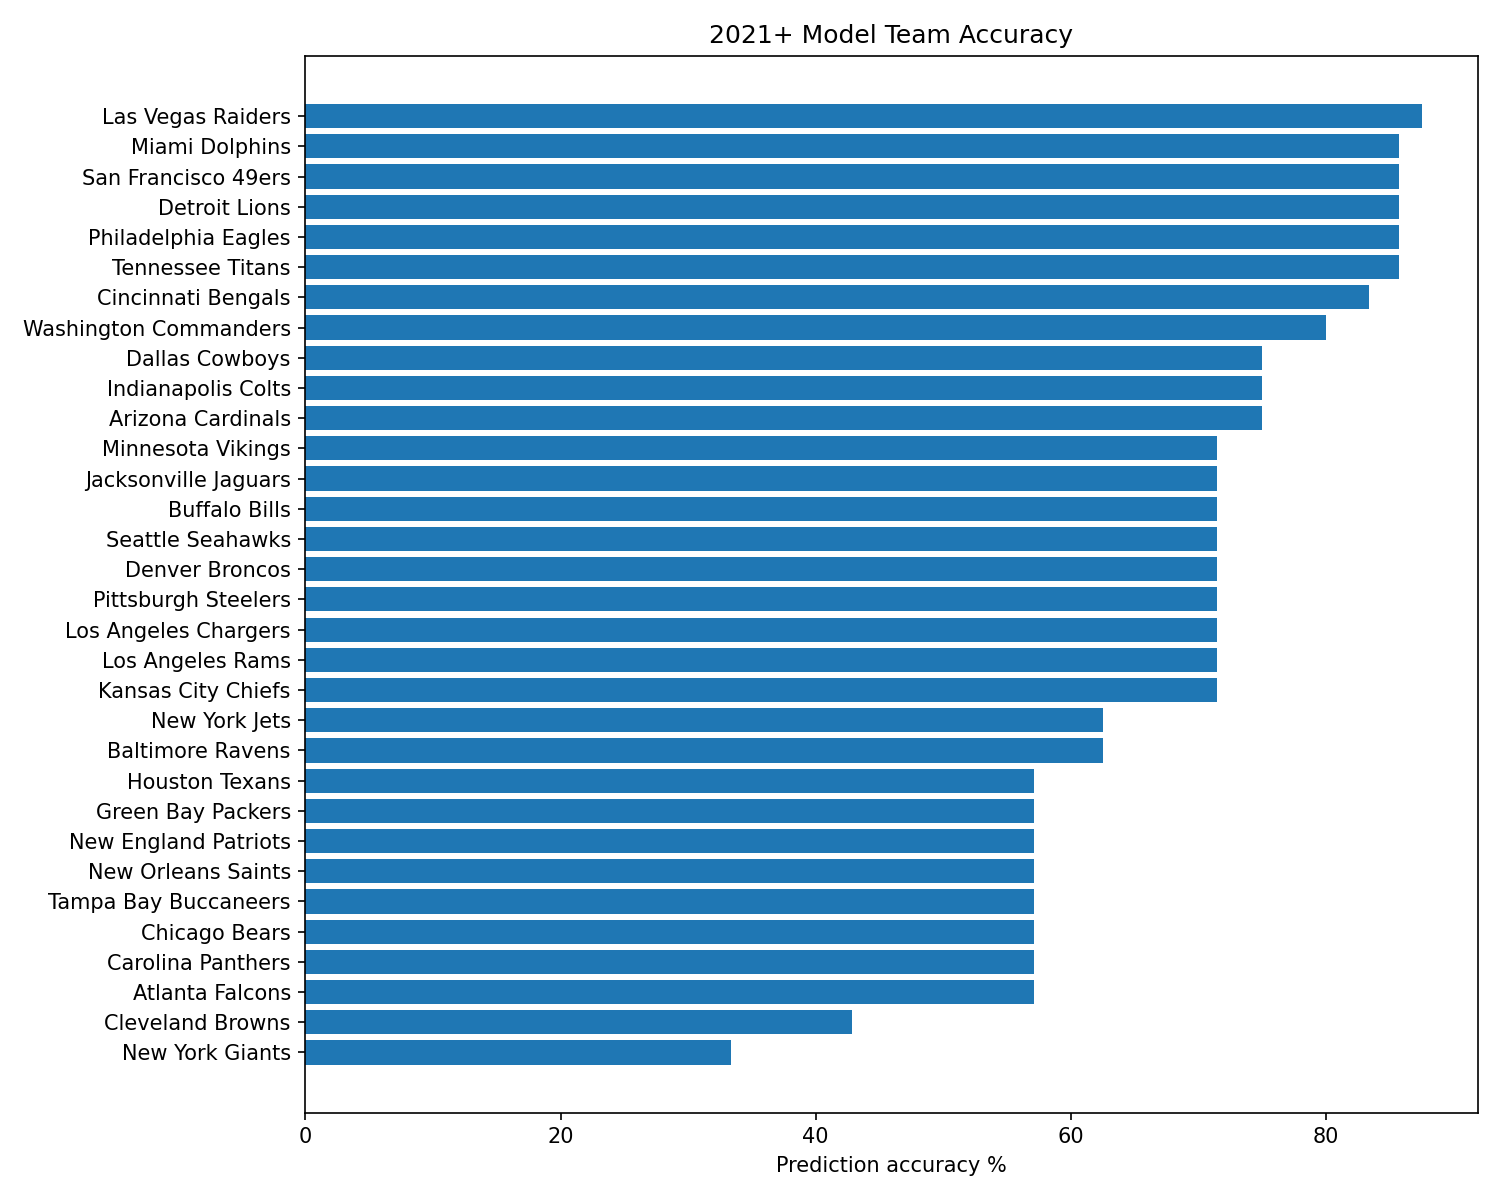 2021+ Model Team Accuracy
Las Vegas Raiders
Miami Dolphins
San Francisco 49ers
Detroit Lions
Philadelphia Eagles
Tennessee Titans
Cincinnati Bengals
Washington Commanders
Dallas Cowboys
Indianapolis Colts
Arizona Cardinals
Minnesota Vikings
Jacksonville Jaguars
Buffalo Bills
Seattle Seahawks
Denver Broncos
Pittsburgh Steelers
Los Angeles Chargers
Los Angeles Rams
Kansas City Chiefs
New York Jets
Baltimore Ravens
Houston Texans
Green Bay Packers
New England Patriots
New Orleans Saints
Tampa Bay Buccaneers
Chicago Bears
Carolina Panthers
Atlanta Falcons
Cleveland Browns
New York Giants
0 20 40 60 80
Prediction accuracy %